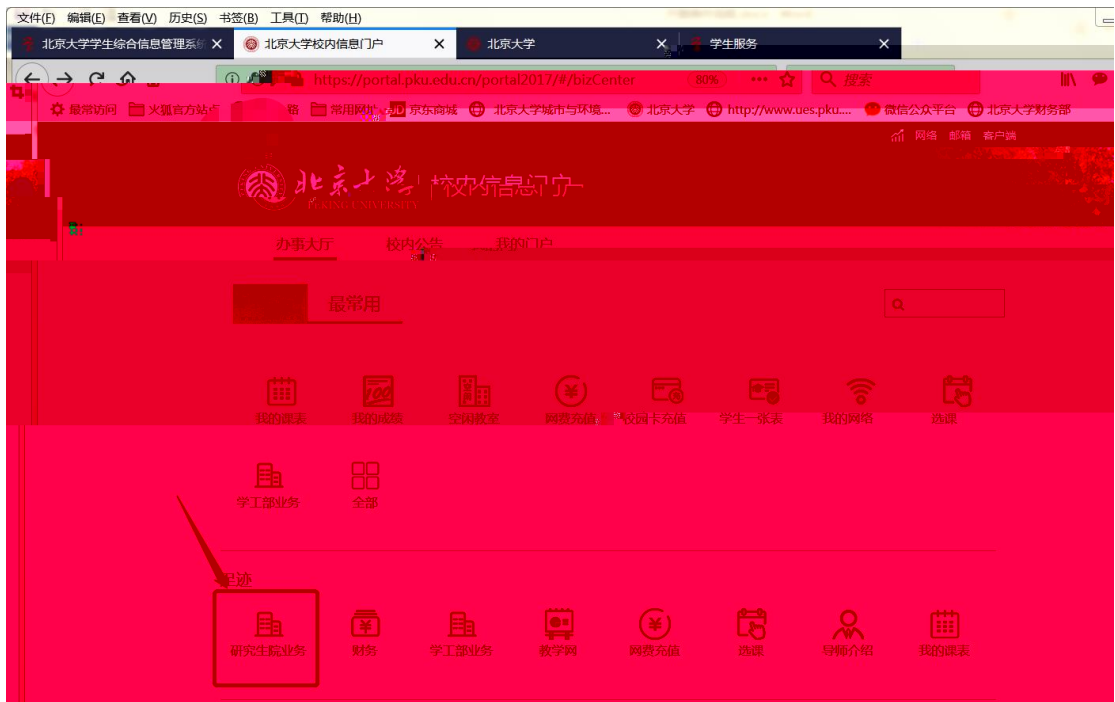 文件(F) 编辑(E) 查看(V) 历史(S) 书签(B) 工具(T) 帮助(H)
北京大学学生综合信息管理系统 北京大学校内信息门户 北京大学 学生服务
https://portal.pku.edu.cn/portal2017/#/bizCenter 80% 搜索
最常访问 火狐官方站点 常用网址 JD 京东商城 北京大学城市与环境... 北京大学 http://www.ues.pku.... 微信公众平台 北京大学财务部
网络 邮箱 客户端
北京大学 校内信息门户
PEKING UNIVERSITY
办事大厅 校内公告 我的门户
最常用
我的课表 我的成绩 空闲教室 网费充值 校园卡充值 学生一张表 我的网络 选课
学工部业务 全部
足迹
研究生院业务 财务 学工部业务 教学网 网费充值 选课 导师介绍 我的课表